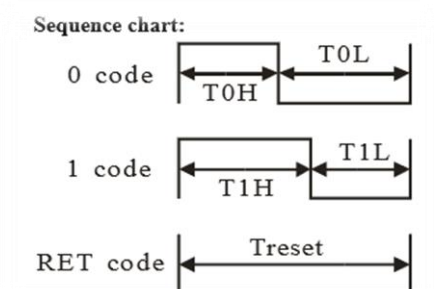 Sequence chart:
T0L
0 code
T0H
T1L
1 code
T1H
Treset
RET code